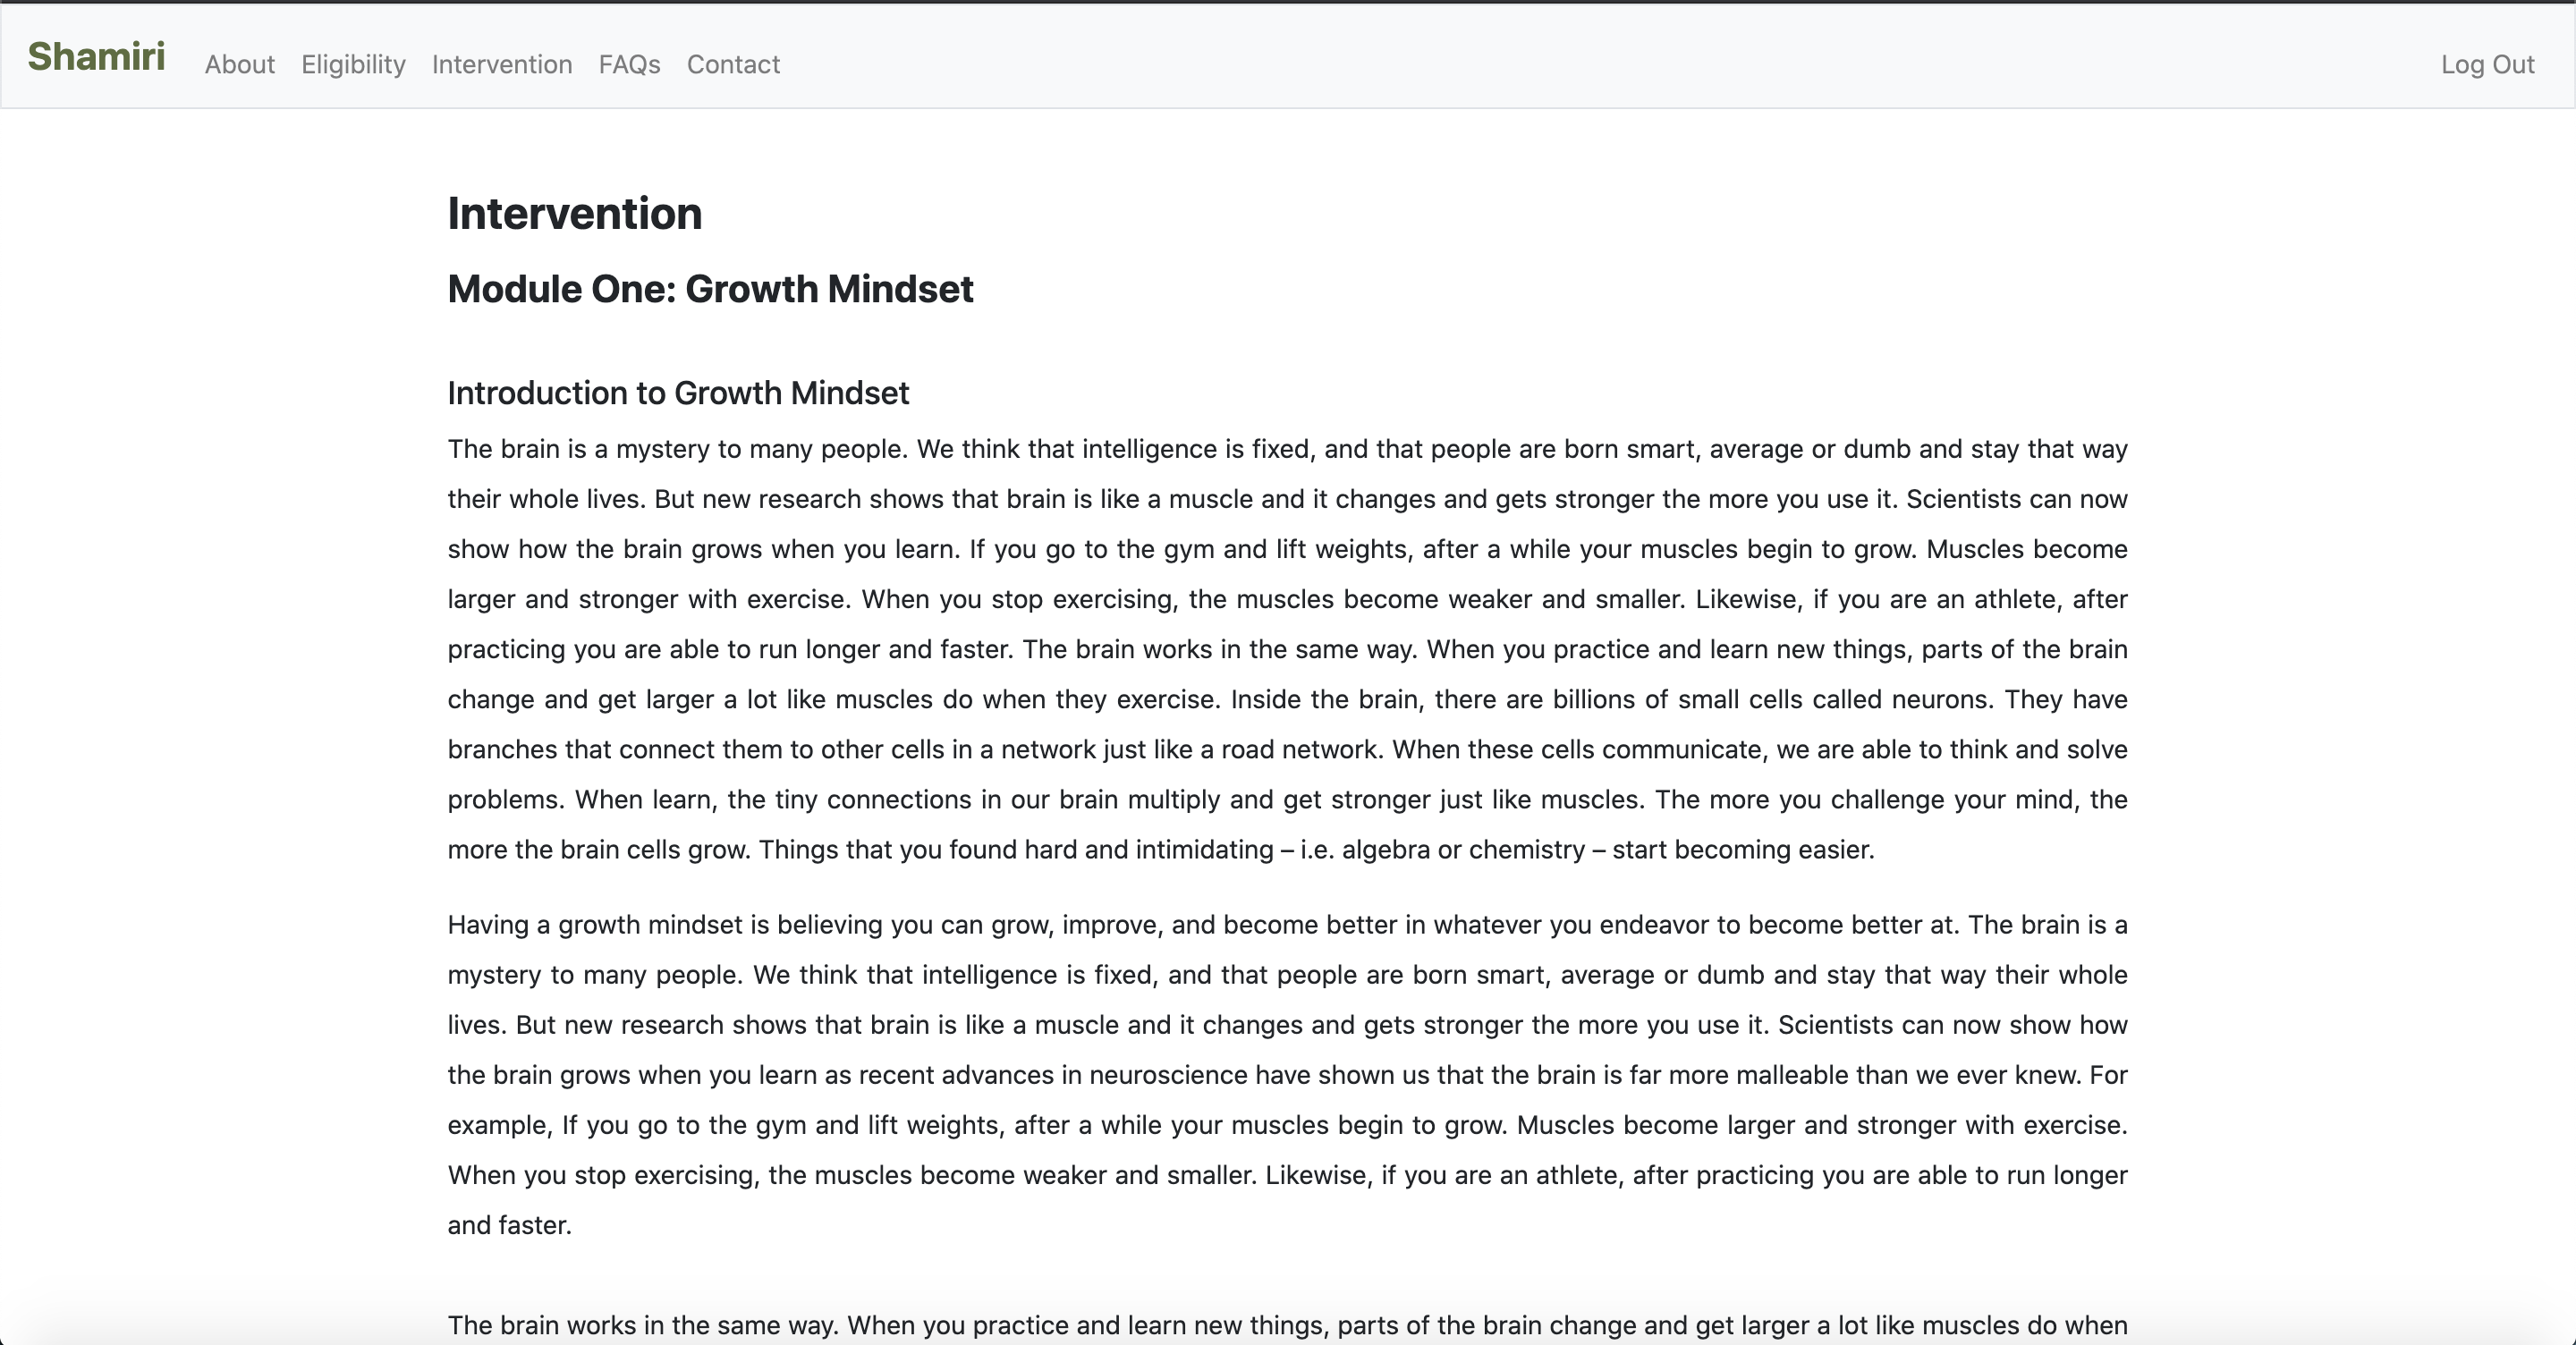 Shamiri About Eligibility Intervention FAQs Contact Log Out
Intervention
Module One: Growth Mindset
Introduction to Growth Mindset
The brain is a mystery to many people. We think that intelligence is fixed, and that people are born smart, average or dumb and stay that way
their whole lives. But new research shows that brain is like a muscle and it changes and gets stronger the more you use it. Scientists can now
show how the brain grows when you learn. If you go to the gym and lift weights, after a while your muscles begin to grow. Muscles become
larger and stronger with exercise. When you stop exercising, the muscles become weaker and smaller. Likewise, if you are an athlete, after
practicing you are able to run longer and faster. The brain works in the same way. When you practice and learn new things, parts of the brain
change and get larger a lot like muscles do when they exercise. Inside the brain, there are billions of small cells called neurons. They have
branches that connect them to other cells in a network just like a road network. When these cells communicate, we are able to think and solve
problems. When learn, the tiny connections in our brain multiply and get stronger just like muscles. The more you challenge your mind, the
more the brain cells grow. Things that you found hard and intimidating – i.e. algebra or chemistry – start becoming easier.
Having a growth mindset is believing you can grow, improve, and become better in whatever you endeavor to become better at. The brain is a
mystery to many people. We think that intelligence is fixed, and that people are born smart, average or dumb and stay that way their whole
lives. But new research shows that brain is like a muscle and it changes and gets stronger the more you use it. Scientists can now show how
the brain grows when you learn as recent advances in neuroscience have shown us that the brain is far more malleable than we ever knew. For
example, If you go to the gym and lift weights, after a while your muscles begin to grow. Muscles become larger and stronger with exercise.
When you stop exercising, the muscles become weaker and smaller. Likewise, if you are an athlete, after practicing you are able to run longer
and faster.
The brain works in the same way. When you practice and learn new things, parts of the brain change and get larger a lot like muscles do when